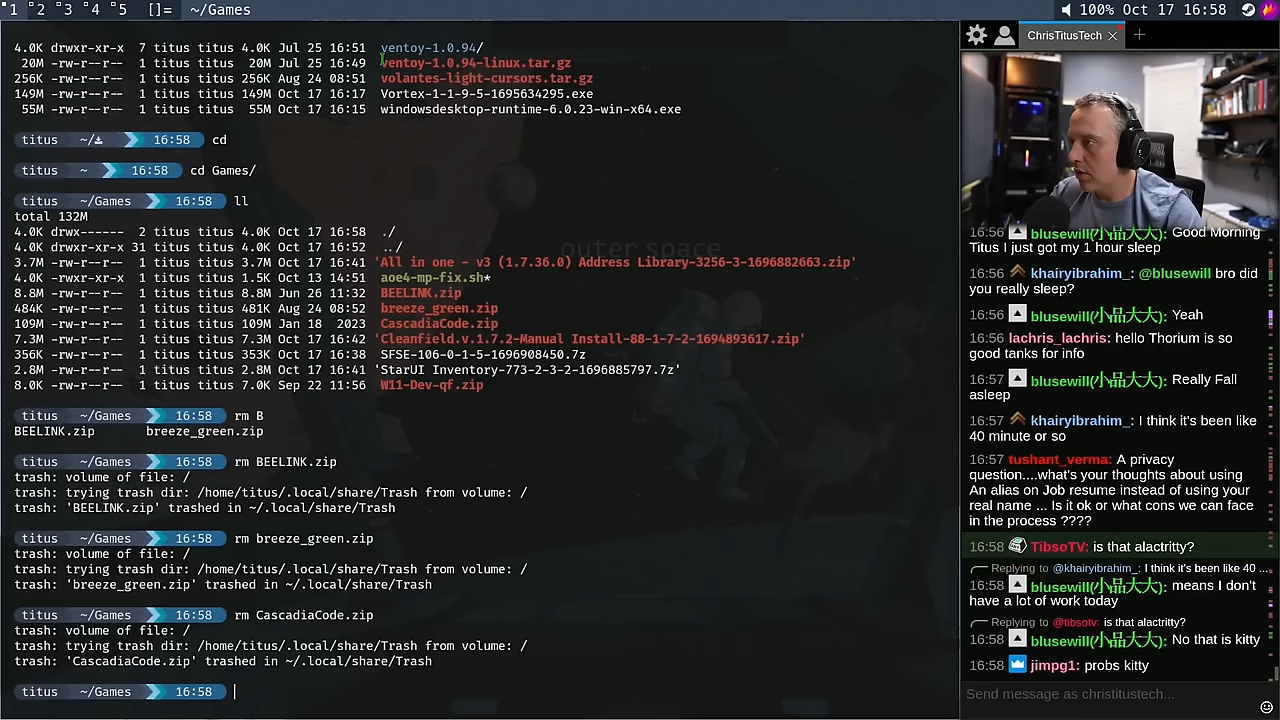 1 2 3 4 5 []= ~/Games
100% Oct 17 16:58
4.0K drwxr-xr-x 7 titus titus 4.0K Jul 25 16:51 ventoy-1.0.94/
20M -rw-r--r-- 1 titus titus 20M Jul 25 16:49 ventoy-1.0.94-linux.tar.gz
256K -rw-r--r-- 1 titus titus 256K Aug 24 08:51 volantes-light-cursors.tar.gz
149M -rw-r--r-- 1 titus titus 149M Oct 17 16:17 Vortex-1-1-9-5-1695634295.exe
55M -rw-r--r-- 1 titus titus 55M Oct 17 16:15 windowsdesktop-runtime-6.0.23-win-x64.exe
titus ~/ 16:58 cd
titus ~ 16:58 cd Games/
titus ~/Games 16:58 ll
total 132M
4.0K drwx------ 2 titus titus 4.0K Oct 17 16:58 ./
4.0K drwxr-xr-x 31 titus titus 4.0K Oct 17 16:52 ../
3.7M -rw-r--r-- 1 titus titus 3.7M Oct 17 16:41 'All in one - v3 (1.7.36.0) Address Library-3256-3-1696882663.zip'
4.0K -rwxr-xr-x 1 titus titus 1.5K Oct 13 14:51 aoe4-mp-fix.sh*
8.8M -rw-r--r-- 1 titus titus 8.8M Jun 26 11:32 BEELINK.zip
484K -rw-r--r-- 1 titus titus 481K Aug 24 08:52 breeze_green.zip
109M -rw-r--r-- 1 titus titus 109M Jan 18 2023 CascadiaCode.zip
7.3M -rw-r--r-- 1 titus titus 7.3M Oct 17 16:42 'Cleanfield.v.1.7.2-Manual Install-88-1-7-2-1694893617.zip'
356K -rw-r--r-- 1 titus titus 353K Oct 17 16:38 SFSE-106-0-1-5-1696908450.7z
2.8M -rw-r--r-- 1 titus titus 2.8M Oct 17 16:41 'StarUI Inventory-773-2-3-2-1696885797.7z'
8.0K -rw-r--r-- 1 titus titus 7.0K Sep 22 11:56 W11-Dev-qf.zip
titus ~/Games 16:58 rm B
BEELINK.zip breeze_green.zip
titus ~/Games 16:58 rm BEELINK.zip
trash: volume of file: /
trash: trying trash dir: /home/titus/.local/share/Trash from volume: /
trash: 'BEELINK.zip' trashed in ~/.local/share/Trash
titus ~/Games 16:58 rm breeze_green.zip
trash: volume of file: /
trash: trying trash dir: /home/titus/.local/share/Trash from volume: /
trash: 'breeze_green.zip' trashed in ~/.local/share/Trash
titus ~/Games 16:58 rm CascadiaCode.zip
trash: volume of file: /
trash: trying trash dir: /home/titus/.local/share/Trash from volume: /
trash: 'CascadiaCode.zip' trashed in ~/.local/share/Trash
titus ~/Games 16:58
outer space
ChrisTitusTech
16:56 blusewill(小品大大): Good Morning
Titus I just got my 1 hour sleep
16:56 khairyibrahim_: @blusewill bro did
you really sleep?
16:56 blusewill(小品大大): Yeah
16:56 lachris_lachris: hello Thorium is so
good tanks for info
16:57 blusewill(小品大大): Really Fall
asleep
16:57 khairyibrahim_: I think it's been like
40 minute or so
16:57 tushant_verma: A privacy
question....what's your thoughts about using
An alias on Job resume instead of using your
real name ... Is it ok or what cons we can face
in the process ????
16:58 TibsoTV: is that alactritty?
Replying to @khairyibrahim_: I think it's been like 40 ...
16:58 blusewill(小品大大): means I don't
have a lot of work today
Replying to @tibsotv: is that alactritty?
16:58 blusewill(小品大大): No that is kitty
16:58 jimpg1: probs kitty
Send message as christitustech...